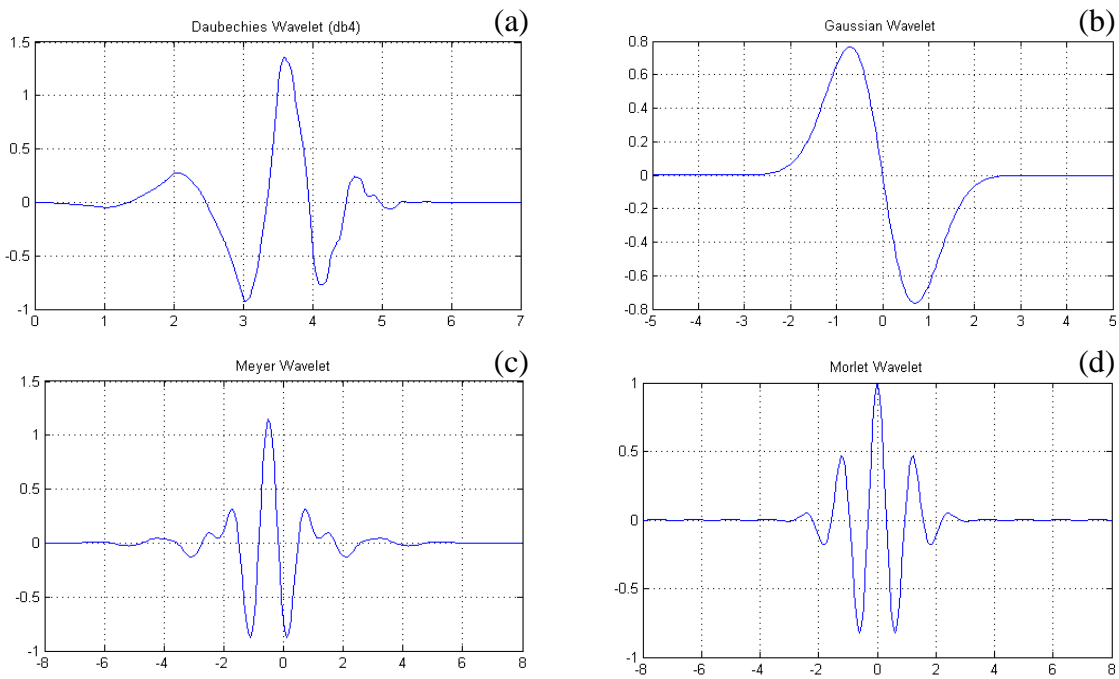 Daubechies Wavelet (db4)
(a)
1.5
1
0.5
0
-0.5
-1
0 1 2 3 4 5 6 7
Gaussian Wavelet
(b)
0.8
0.6
0.4
0.2
0
-0.2
-0.4
-0.6
-0.8
-5 -4 -3 -2 -1 0 1 2 3 4 5
Meyer Wavelet
(c)
1.5
1
0.5
0
-0.5
-1
-8 -6 -4 -2 0 2 4 6 8
Morlet Wavelet
(d)
1
0.5
0
-0.5
-1
-8 -6 -4 -2 0 2 4 6 8